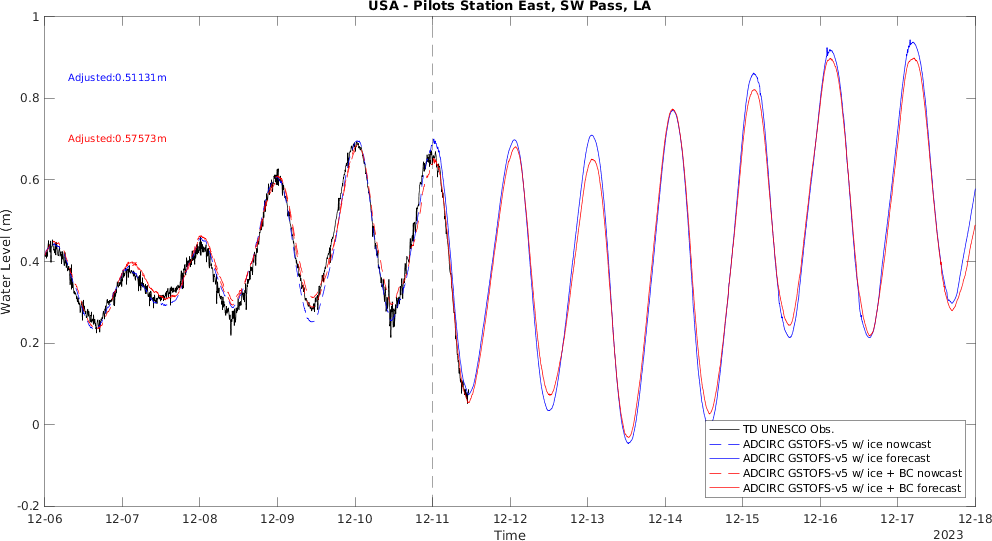 USA - Pilots Station East, SW Pass, LA
1
Adjusted:0.51131m
0.8
Adjusted:0.57573m
0.6
Water Level (m)
0.4
0.2
0
TD UNESCO Obs.
ADCIRC GSTOFS-v5 w/ ice nowcast
ADCIRC GSTOFS-v5 w/ ice forecast
ADCIRC GSTOFS-v5 w/ ice + BC nowcast
ADCIRC GSTOFS-v5 w/ ice + BC forecast
-0.2
12-06 12-07 12-08 12-09 12-10 12-11 12-12 12-13 12-14 12-15 12-16 12-17 12-18
Time
2023